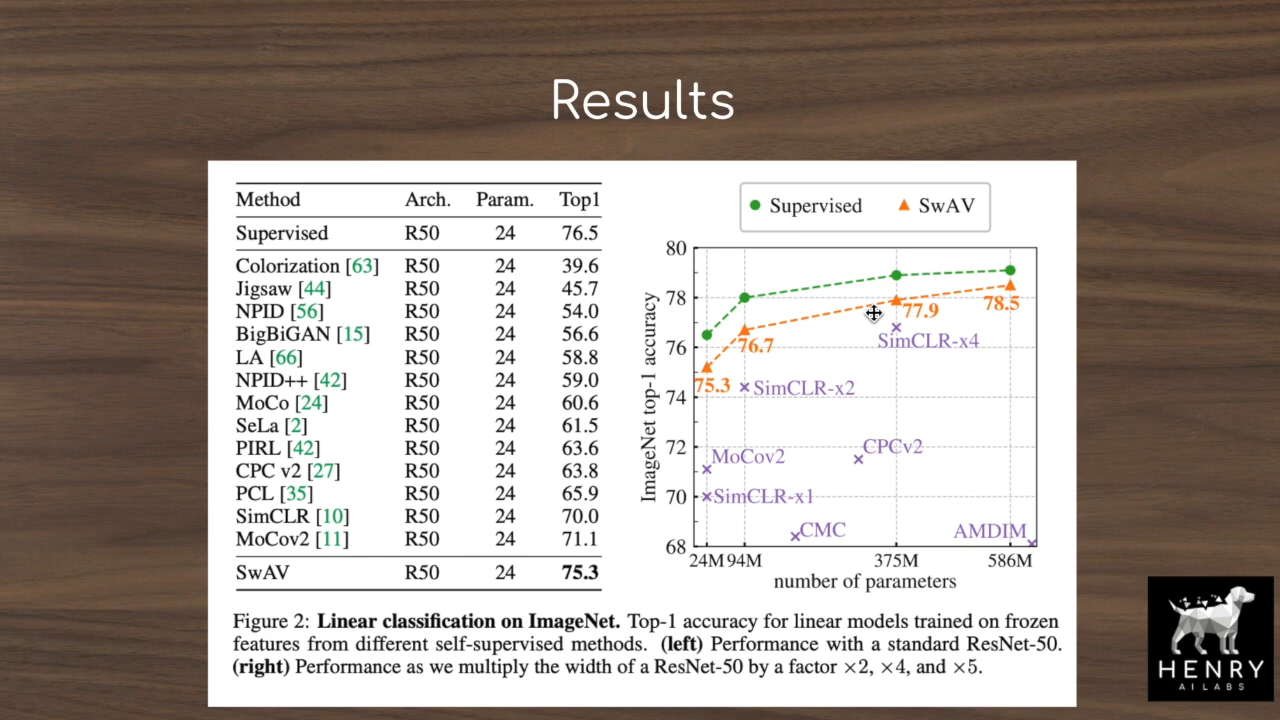 Results
Method Arch. Param. Top1
Supervised R50 24 76.5
Colorization [63] R50 24 39.6
Jigsaw [44] R50 24 45.7
NPID [56] R50 24 54.0
BigBiGAN [15] R50 24 56.6
LA [66] R50 24 58.8
NPID++ [42] R50 24 59.0
MoCo [24] R50 24 60.6
SeLa [2] R50 24 61.5
PIRL [42] R50 24 63.6
CPC v2 [27] R50 24 63.8
PCL [35] R50 24 65.9
SimCLR [10] R50 24 70.0
MoCov2 [11] R50 24 71.1
SwAV R50 24 75.3
Supervised SwAV
ImageNet top-1 accuracy
80
78
76
74
72
70
68
78.5
77.9
SimCLR-x4
76.7
75.3
SimCLR-x2
CPCv2
MoCov2
SimCLR-x1
CMC
AMDIM
24M 94M 375M 586M
number of parameters
Figure 2: Linear classification on ImageNet. Top-1 accuracy for linear models trained on frozen
features from different self-supervised methods. (left) Performance with a standard ResNet-50.
(right) Performance as we multiply the width of a ResNet-50 by a factor ×2, ×4, and ×5.
HENRY
AI LABS